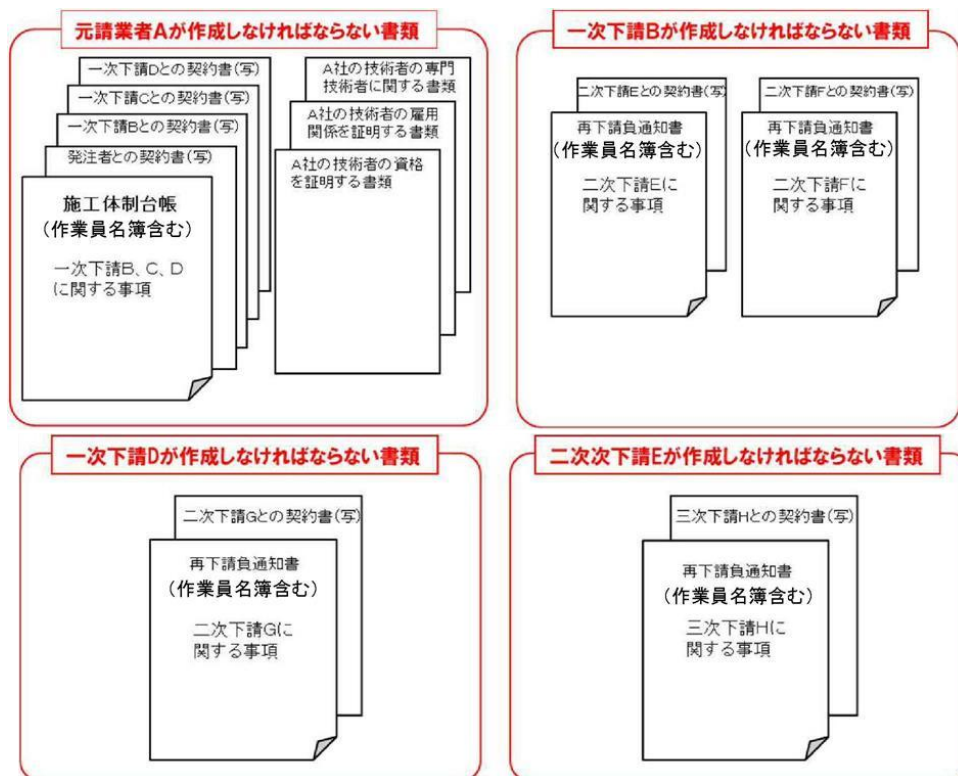 元請業者Aが作成しなければならない書類
一次下請Dとの契約書(写)
一次下請Cとの契約書(写)
一次下請Bとの契約書(写)
発注者との契約書(写)
施工体制台帳
(作業員名簿含む)
一次下請B、C、D
に関する事項
A社の技術者の専門
技術者に関する書類
A社の技術者の雇用
関係を証明する書類
A社の技術者の資格
を証明する書類
一次下請Bが作成しなければならない書類
二次下請Eとの契約書(写)
再下請負通知書
(作業員名簿含む)
二次下請Eに
関する事項
二次下請Fとの契約書(写)
再下請負通知書
(作業員名簿含む)
二次下請Fに
関する事項
一次下請Dが作成しなければならない書類
二次下請Gとの契約書(写)
再下請負通知書
(作業員名簿含む)
二次下請Gに
関する事項
二次次下請Eが作成しなければならない書類
三次下請Hとの契約書(写)
再下請負通知書
(作業員名簿含む)
三次下請Hに
関する事項